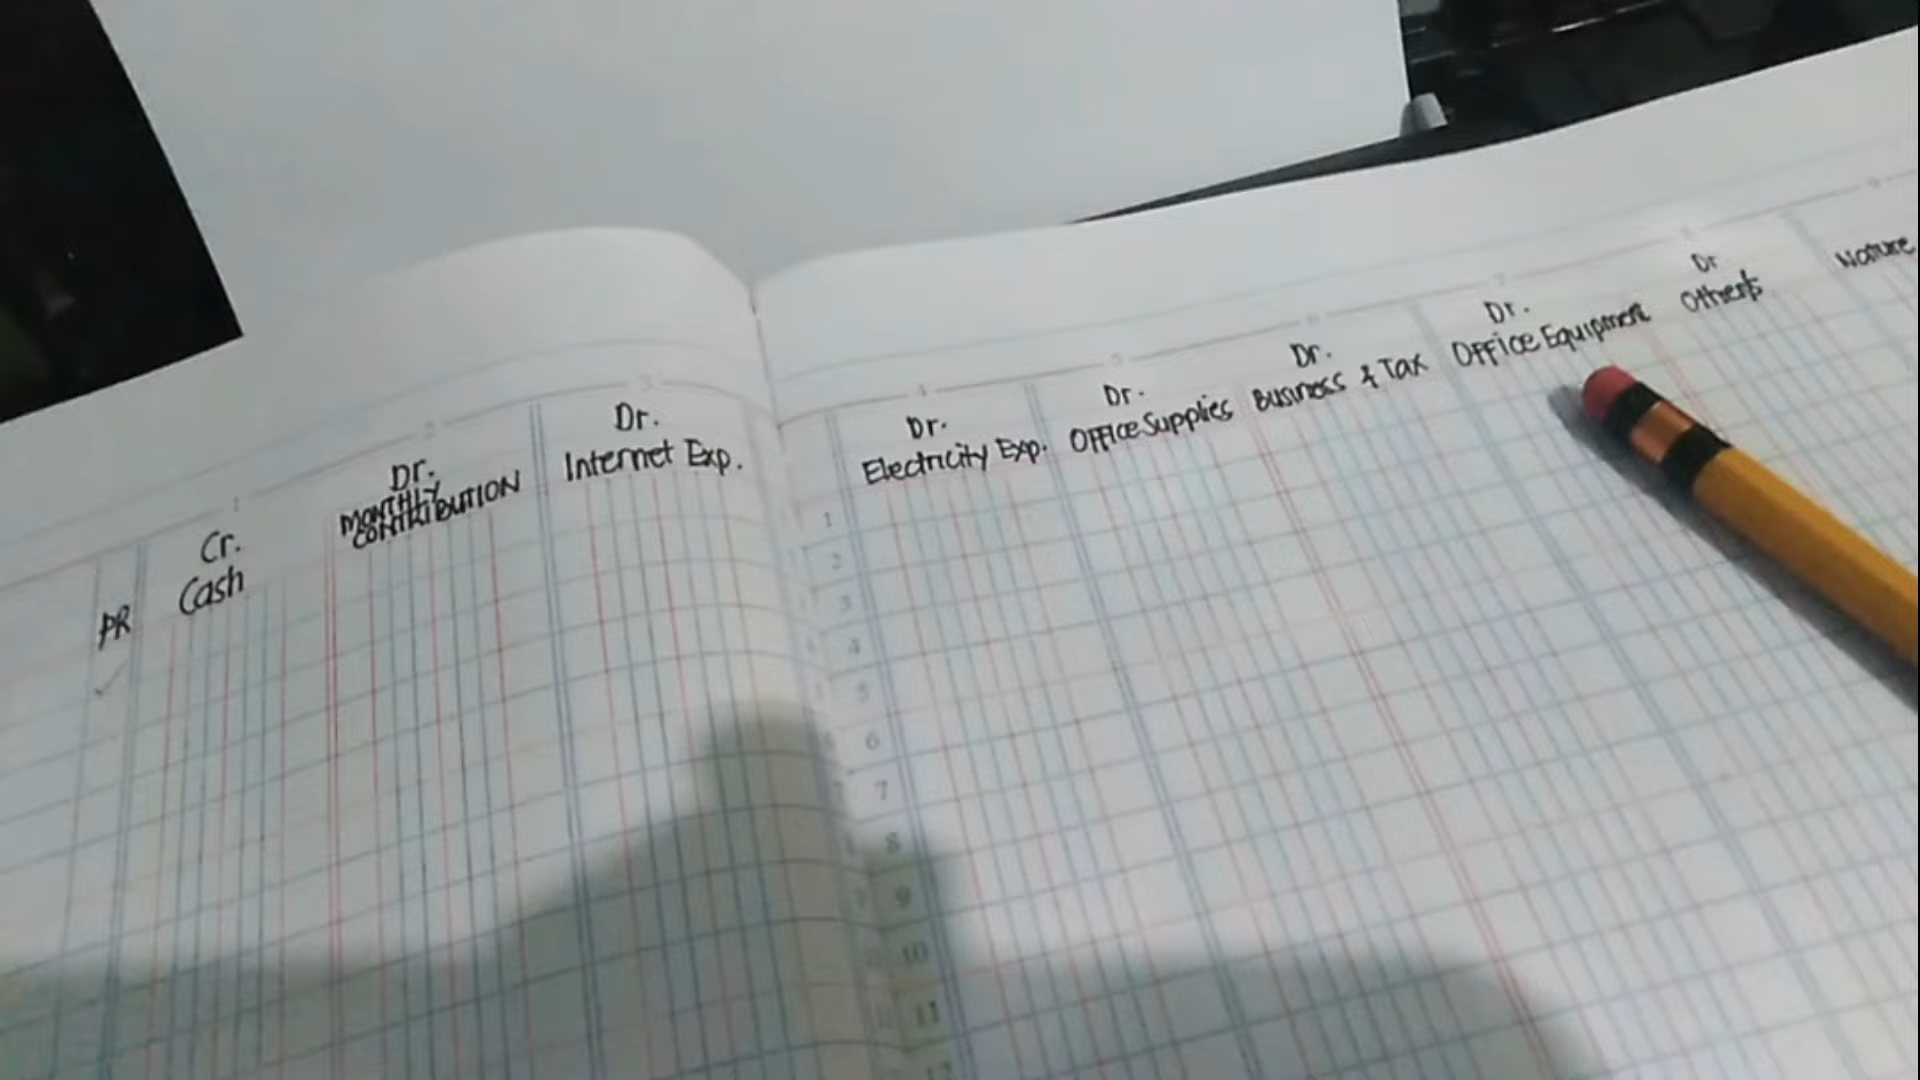 PR
Cr.
Cash
Dr.
MONTHLY
CONTRIBUTION
Dr.
Internet Exp.
Dr.
Electricity Exp.
Dr.
Office Supplies
Dr.
Business & Tax
Dr.
Office Equipment
Dr
Others
Nature
1
2
3
4
5
6
7
8
9
10
11
12